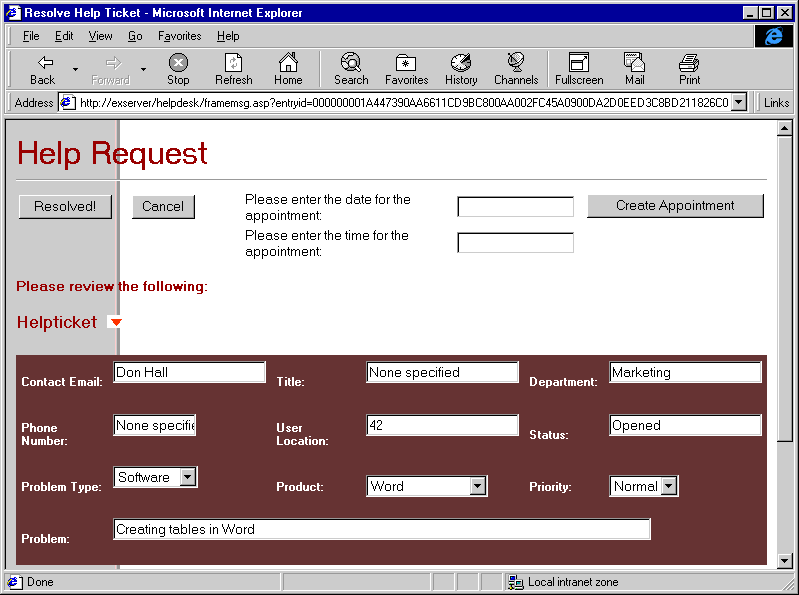 Resolve Help Ticket - Microsoft Internet Explorer
File Edit View Go Favorites Help
Back Forward Stop Refresh Home Search Favorites History Channels Fullscreen Mail Print
Address http://exserver/helpdesk/framemsg.asp?entryid=000000001A447390AA6611CD9BC800AA002FC45A0900DA2D0EED3C8BD211826C0 Links
Help Request
Resolved! Cancel Please enter the date for the
appointment: Create Appointment
Please enter the time for the
appointment:
Please review the following:
Helpticket
Contact Email: Don Hall Title: None specified Department: Marketing
Phone
Number: None specifie User
Location: 42 Status: Opened
Problem Type: Software Product: Word Priority: Normal
Problem: Creating tables in Word
Done Local intranet zone